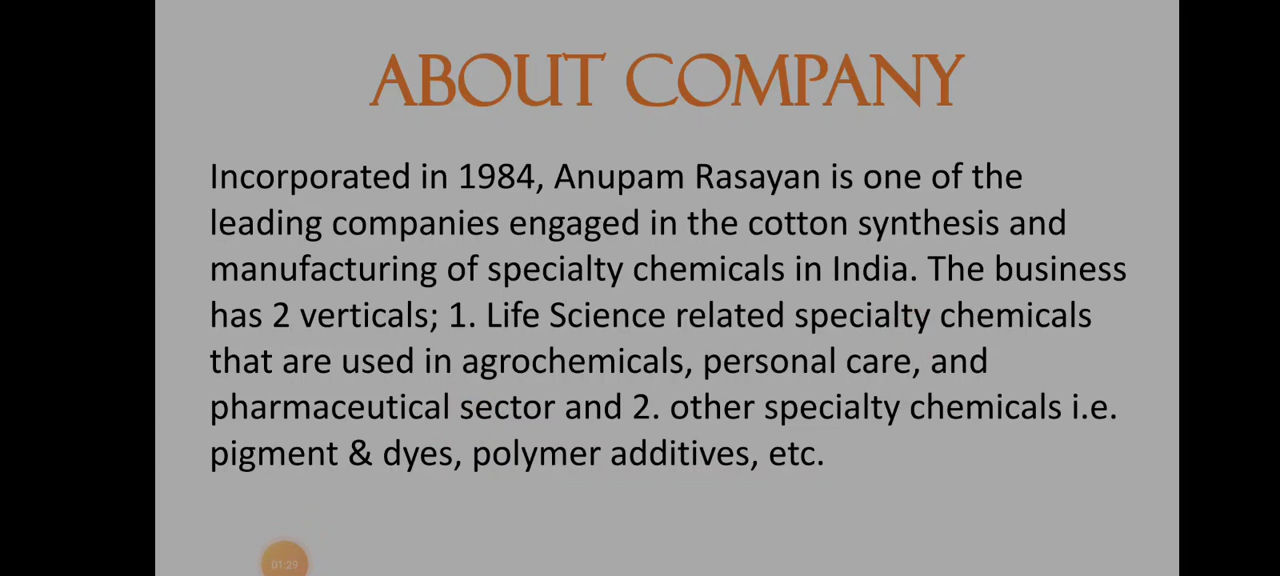 ABOUT COMPANY
Incorporated in 1984, Anupam Rasayan is one of the
leading companies engaged in the cotton synthesis and
manufacturing of specialty chemicals in India. The business
has 2 verticals; 1. Life Science related specialty chemicals
that are used in agrochemicals, personal care, and
pharmaceutical sector and 2. other specialty chemicals i.e.
pigment & dyes, polymer additives, etc.
01:29